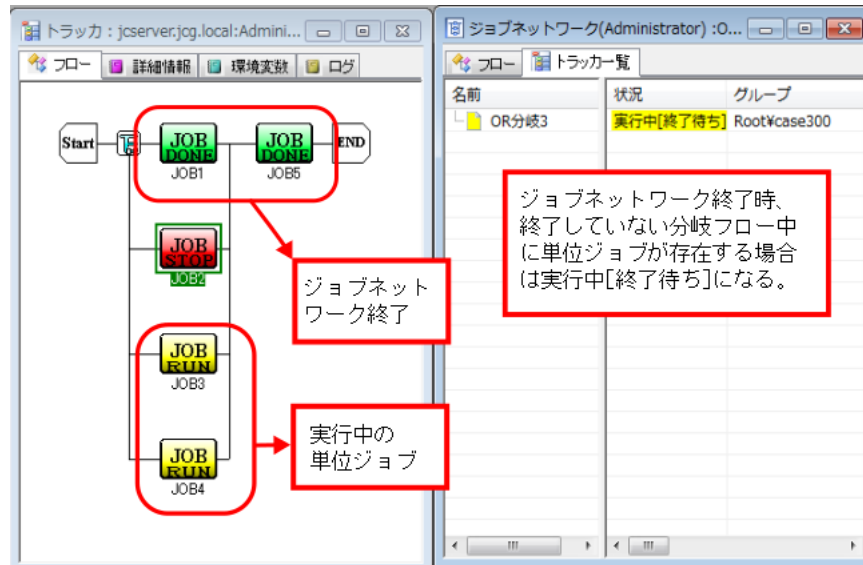 トラッカ：jcserver.jcg.local:Admini...
フロー
詳細情報
環境変数
ログ
Start
JOB
DONE
JOB1
JOB
DONE
JOB5
END
JOB
STOP
JOB2
JOB
RUN
JOB3
JOB
RUN
JOB4
ジョブネット
ワーク終了
実行中の
単位ジョブ
ジョブネットワーク(Administrator) :O...
フロー
トラッカ一覧
名前
状況
グループ
OR分岐3
実行中[終了待ち]
Root¥case300
ジョブネットワーク終了時、
終了していない分岐フロー中
に単位ジョブが存在する場合
は実行中[終了待ち]になる。